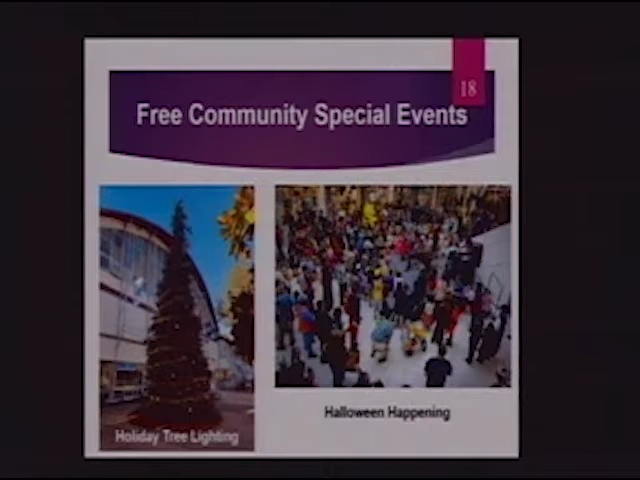 18
Free Community Special Events
Holiday Tree Lighting
Halloween Happening